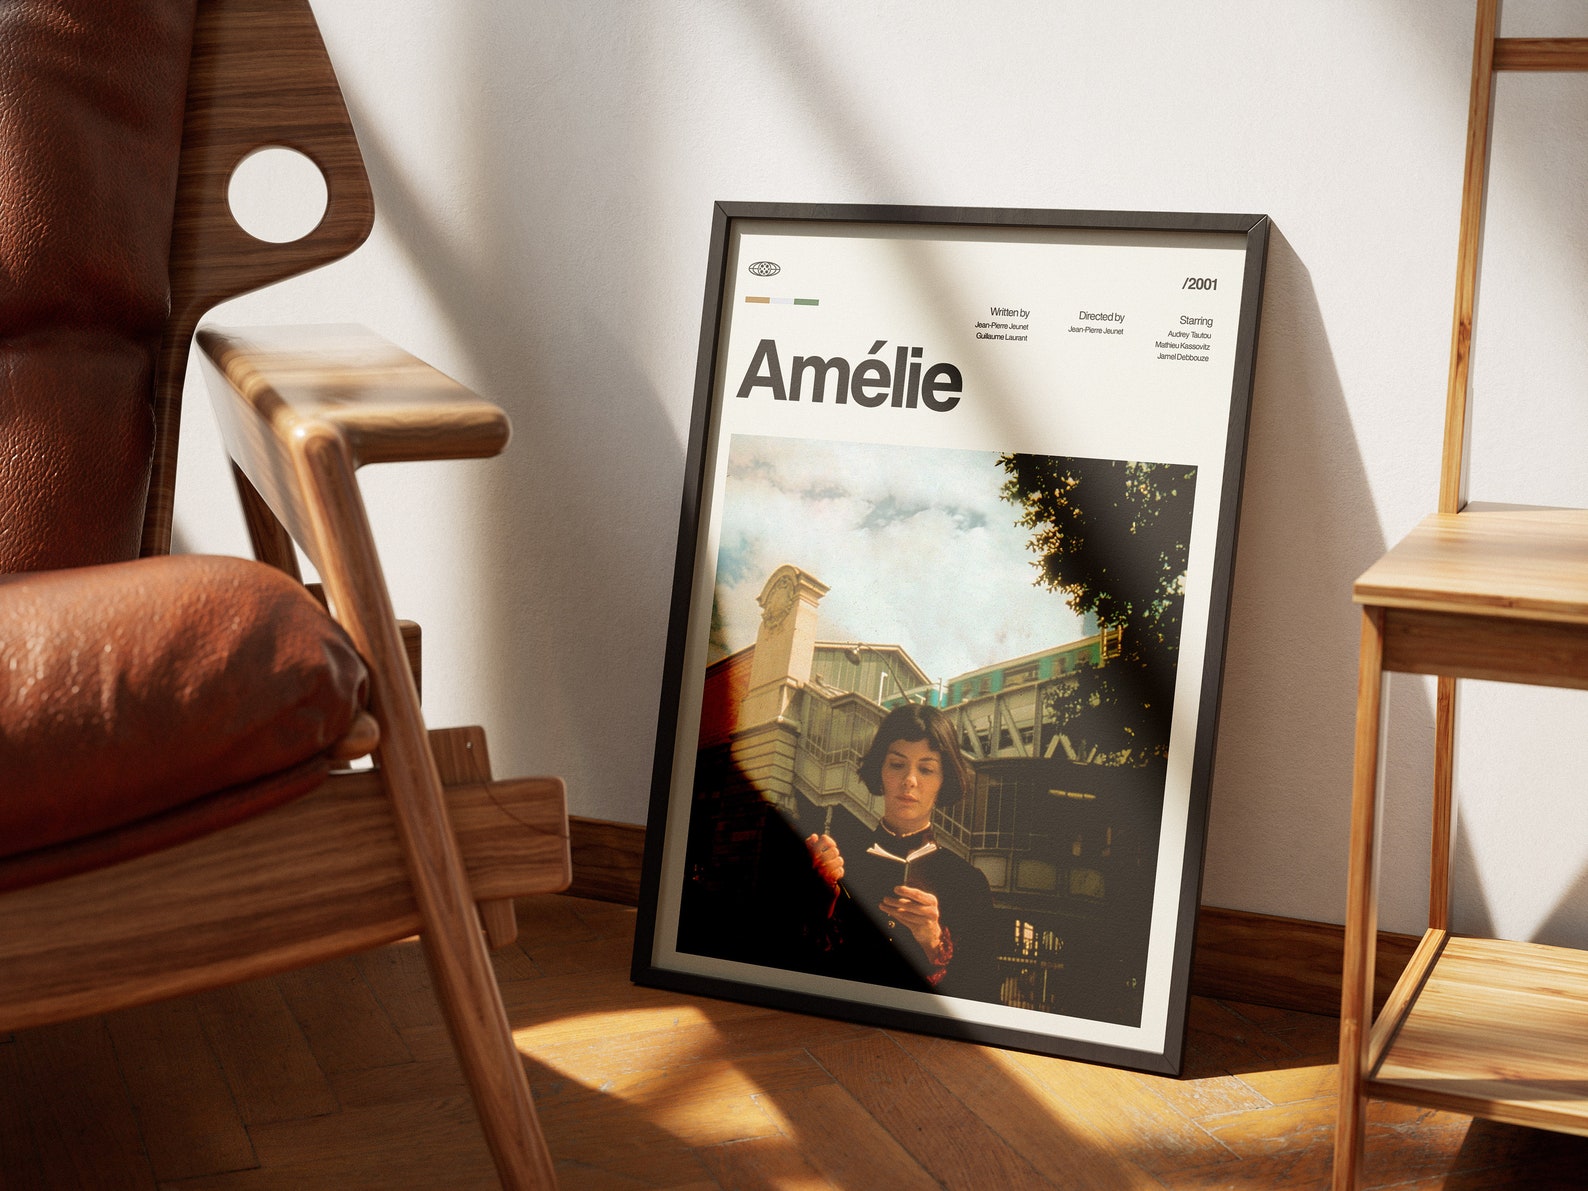 /2001
Written by
Jean-Pierre Jeunet
Guillaume Laurant
Directed by
Jean-Pierre Jeunet
Starring
Audrey Tautou
Mathieu Kassovitz
Jamel Debbouze
Amélie